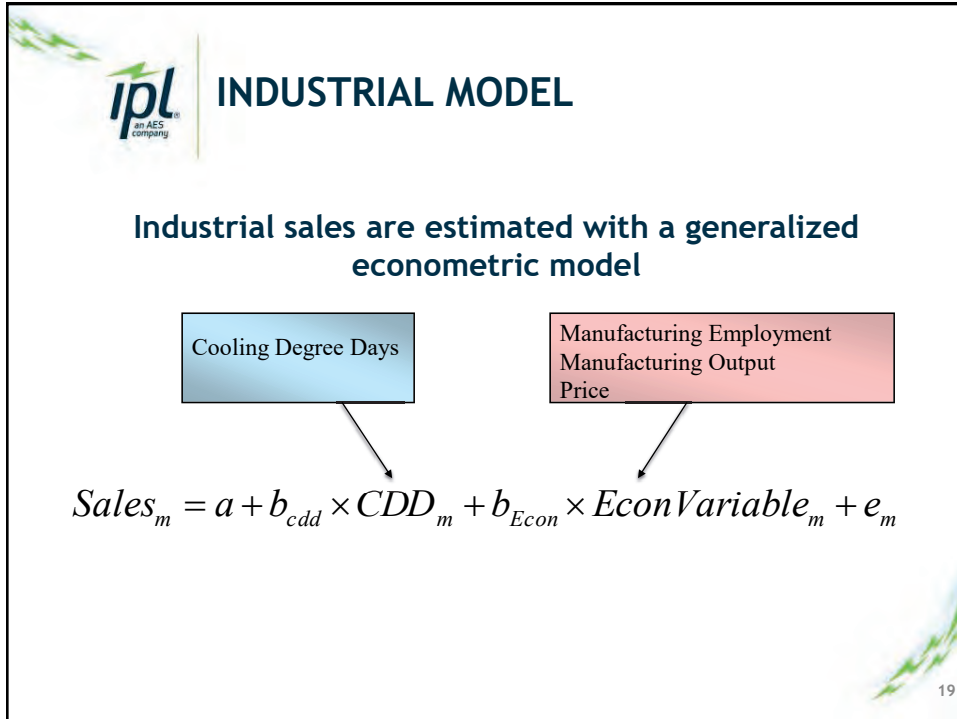 ipl®
an AES
company
INDUSTRIAL MODEL
Industrial sales are estimated with a generalized
econometric model
Cooling Degree Days
Manufacturing Employment
Manufacturing Output
Price
Sales_m = a + b_cdd × CDD_m + b_Econ × EconVariable_m + e_m
19